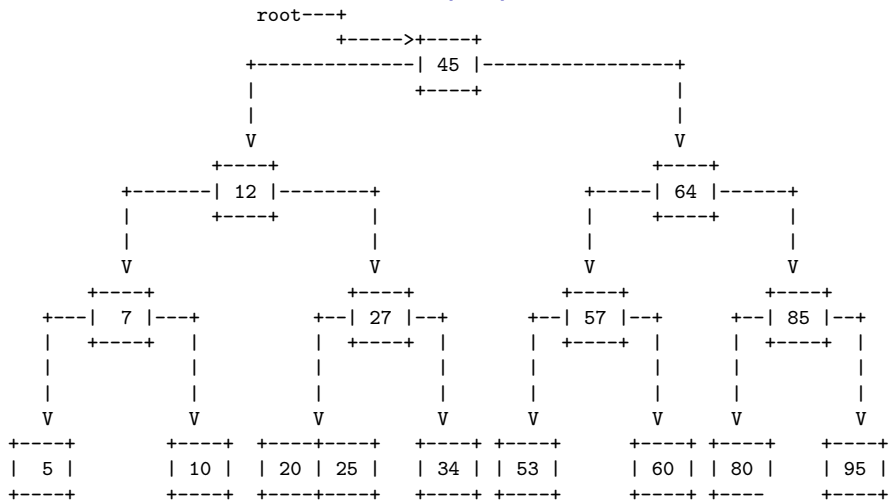 root---+
+----->+----+
+--------------| 45 |-----------------+
+----+
V V
+----+ +----+
+-------| 12 |--------+ +-----| 64 |------+
+----+ +----+
V V V V
+----+ +----+ +----+ +----+
+---| 7 |---+ +--| 27 |--+ +--| 57 |--+ +--| 85 |--+
+----+ +----+ +----+ +----+
V V V V V V V V
+----+ +----+ +----+----+ +----+ +----+ +----+ +----+ +----+
| 5 | | 10 | | 20 | 25 | | 34 | | 53 | | 60 | | 80 | | 95 |
+----+ +----+ +----+----+ +----+ +----+ +----+ +---- +----+